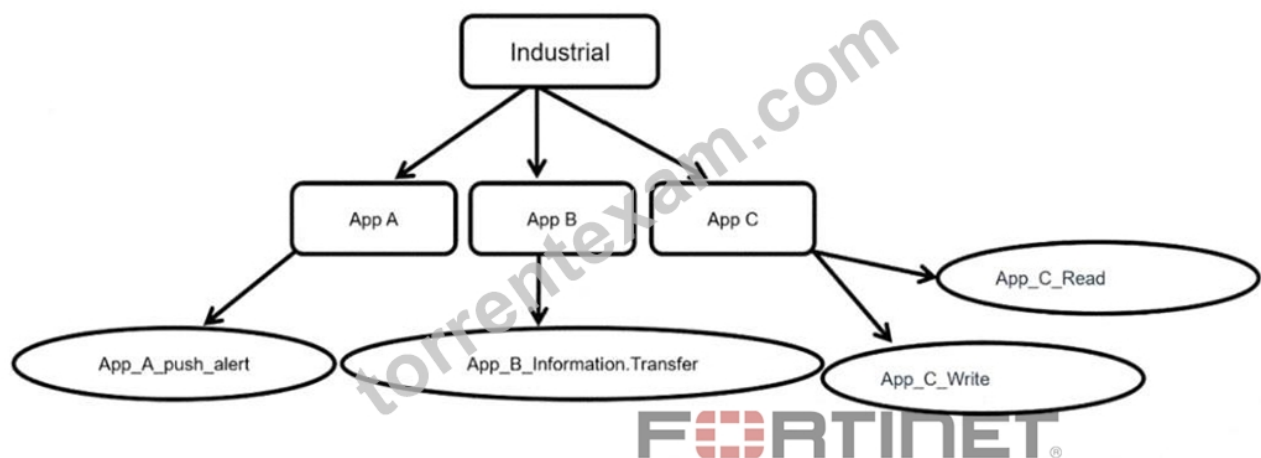 Industrial
App A
App B
App C
App_C_Read
App_A_push_alert
App_B_Information.Transfer
App_C_Write
torrentexam.com
FORTINET®